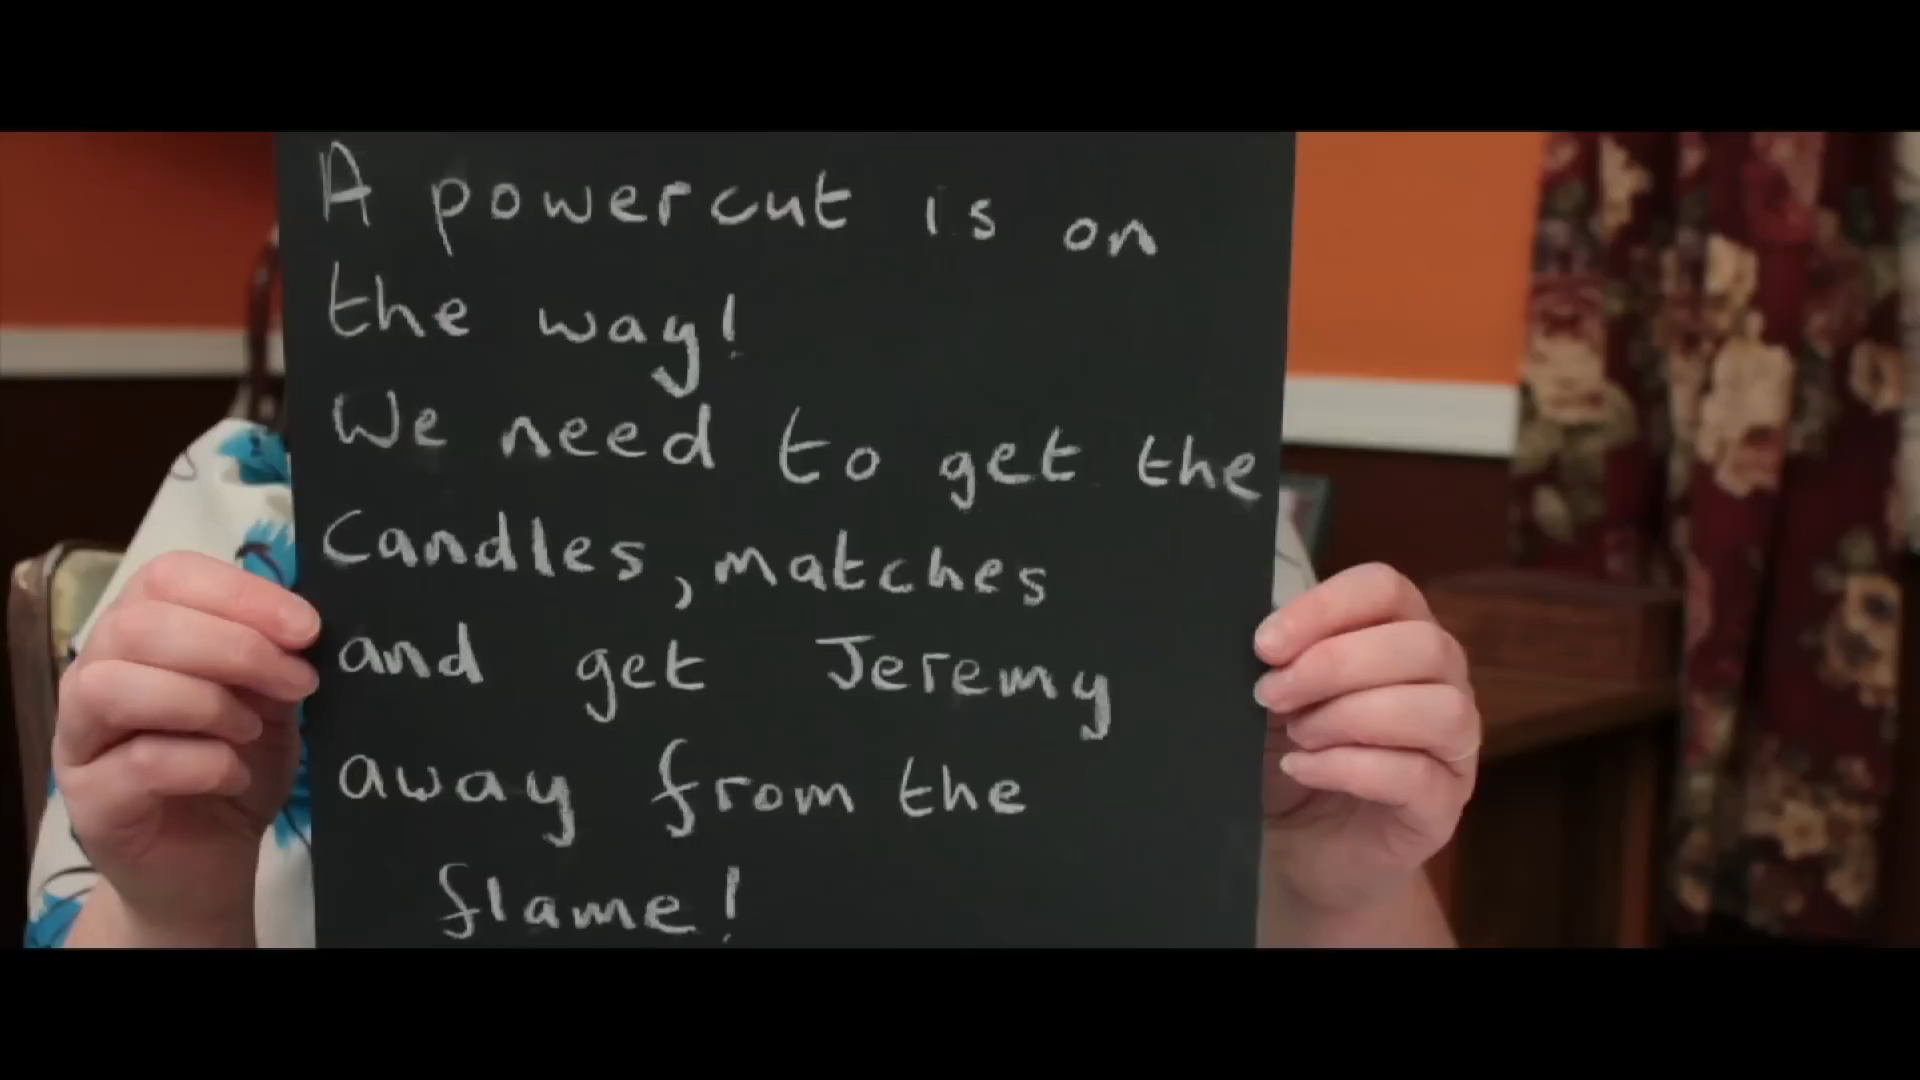 A powercut is on
the way!
We need to get the
Candles, matches
and get Jeremy
away from the
flame!